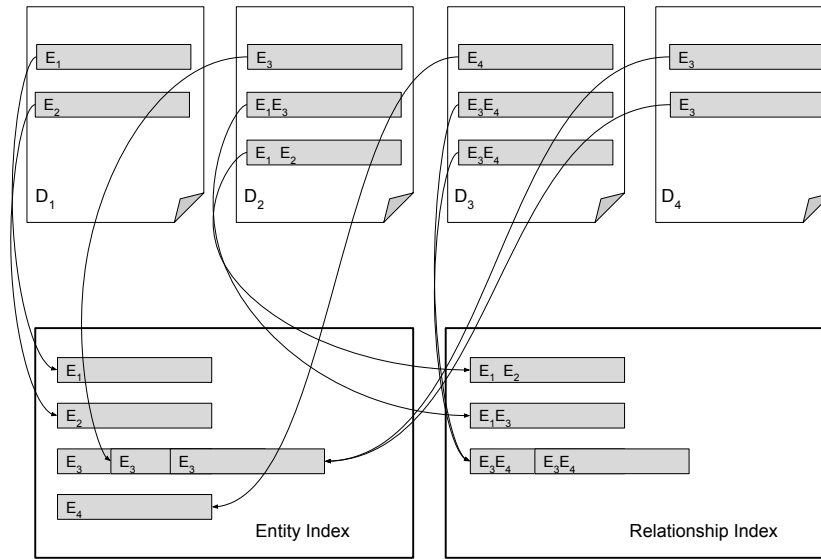 E₁
E₂
D₁
E₃
E₁E₃
E₁ E₂
D₂
E₄
E₃E₄
E₃E₄
D₃
E₃
E₃
D₄
E₁
E₂
E₃ E₃ E₃
E₄
Entity Index
E₁ E₂
E₁E₃
E₃E₄ E₃E₄
Relationship Index